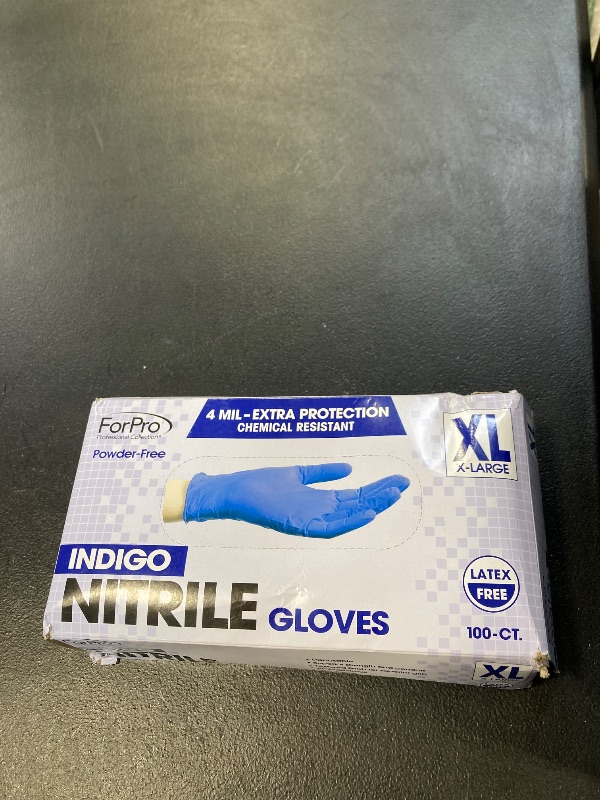 ForPro
Professional Collection®
Powder-Free
4 MIL-EXTRA PROTECTION
CHEMICAL RESISTANT
XL
X-LARGE
INDIGO
NITRILE GLOVES
LATEX
FREE
100-CT.
NITRILE
XL